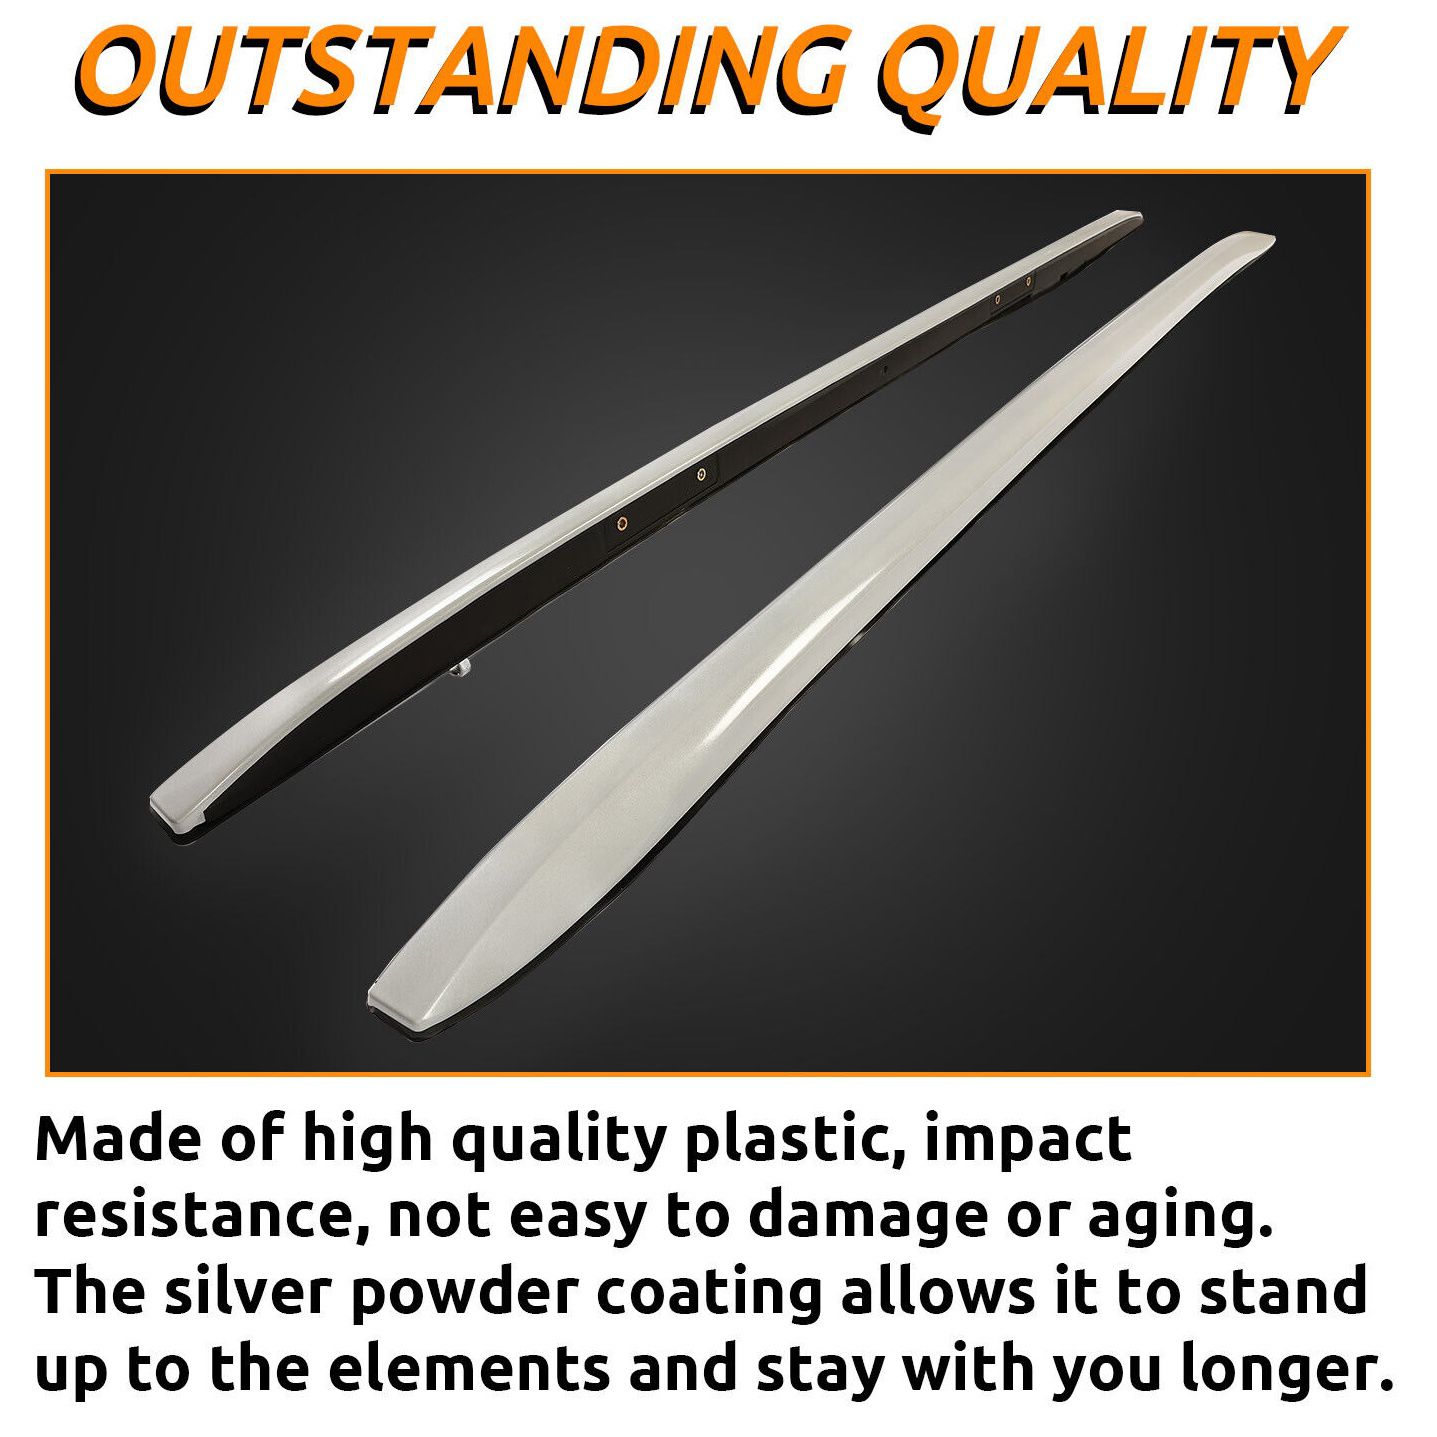 OUTSTANDING QUALITY
Made of high quality plastic, impact
resistance, not easy to damage or aging.
The silver powder coating allows it to stand
up to the elements and stay with you longer.